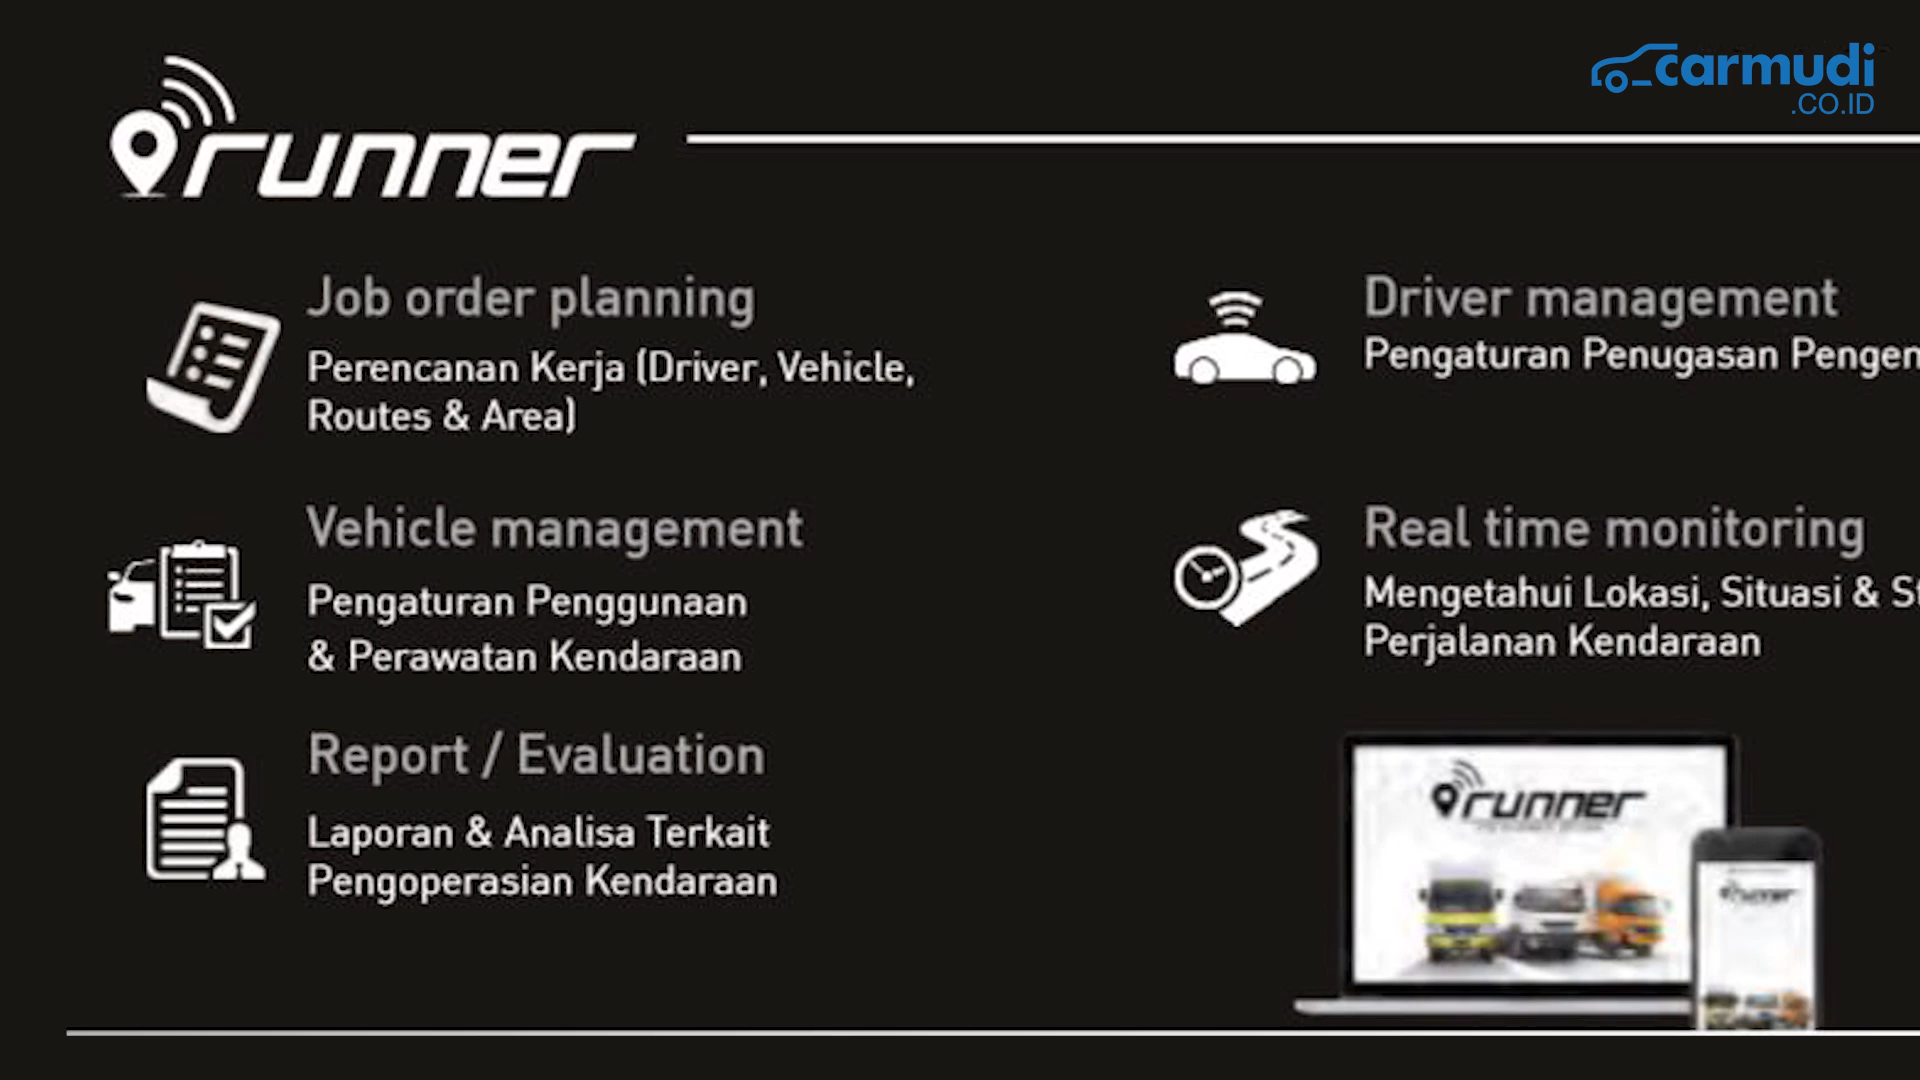 carmudi
.CO.ID
runner
Job order planning
Perencanan Kerja (Driver, Vehicle,
Routes & Area)
Driver management
Pengaturan Penugasan
Vehicle management
Pengaturan Penggunaan
& Perawatan Kendaraan
Real time monitoring
Mengetahui Lokasi, Situasi &
Perjalanan Kendaraan
Report / Evaluation
Laporan & Analisa Terkait
Pengoperasian Kendaraan
runner
runner